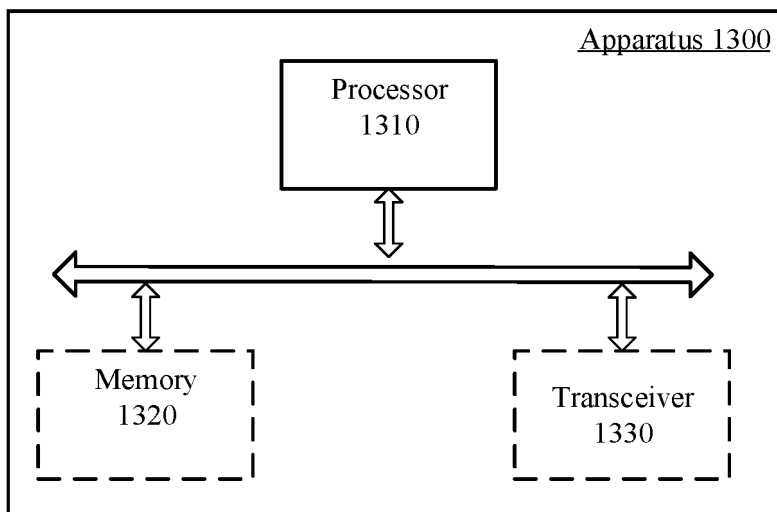 Apparatus 1300
Processor
1310
Memory
1320
Transceiver
1330